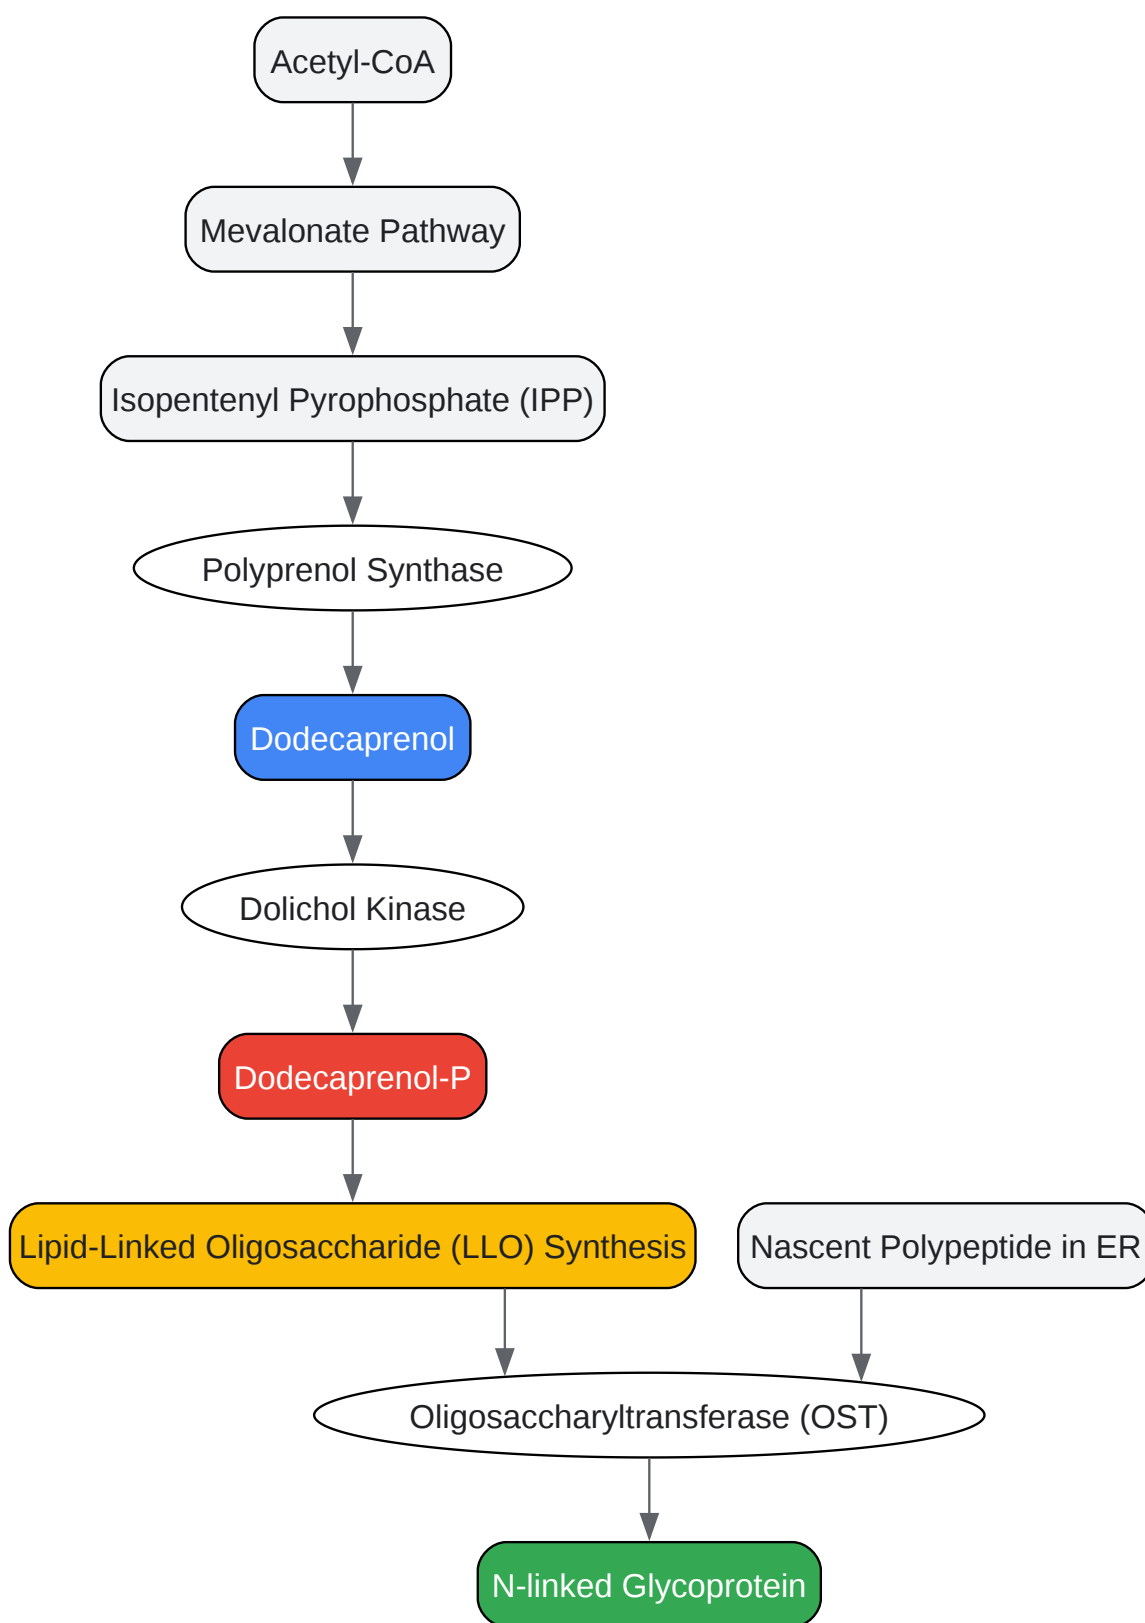 Acetyl-CoA
Mevalonate Pathway
Isopentenyl Pyrophosphate (IPP)
Polyprenol Synthase
Dodecaprenol
Dolichol Kinase
Dodecaprenol-P
Lipid-Linked Oligosaccharide (LLO) Synthesis
Nascent Polypeptide in ER
Oligosaccharyltransferase (OST)
N-linked Glycoprotein